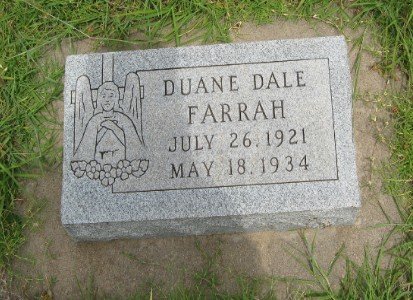 DUANE DALE
FARRAH
JULY 26.1921
MAY 18.1934